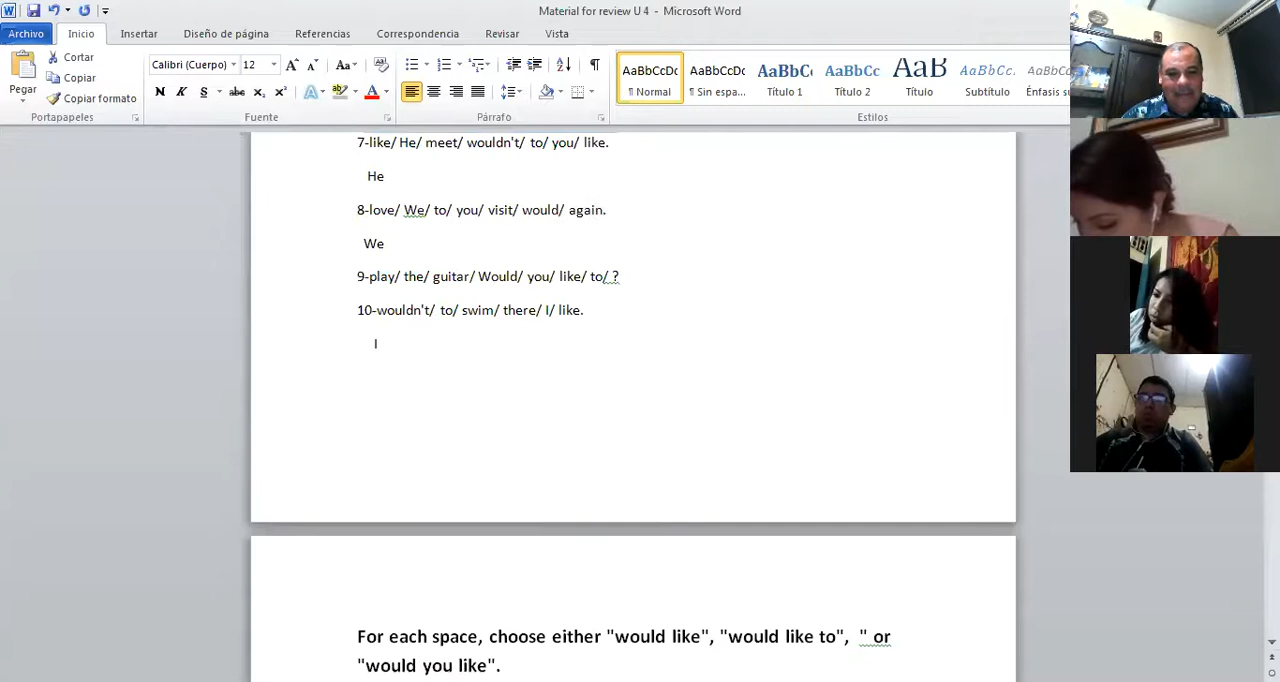 Material for review U 4 - Microsoft Word
Archivo Inicio Insertar Diseño de página Referencias Correspondencia Revisar Vista
Cortar
Copiar
Copiar formato
Pegar
Portapapeles
Calibri (Cuerpo) 12
N K S abc x₂ x²
Fuente
Párrafo
AaBbCcDc AaBbCcDc AaBbC AaBbCc AaB AaBbCc. AaBbCc
¶ Normal ¶ Sin espa... Título 1 Título 2 Título Subtítulo Énfasis
Estilos
7-like/ He/ meet/ wouldn't/ to/ you/ like.
He
8-love/ We/ to/ you/ visit/ would/ again.
We
9-play/ the/ guitar/ Would/ you/ like/ to/ ?
10-wouldn't/ to/ swim/ there/ I/ like.
I
For each space, choose either "would like", "would like to", " or
"would you like".